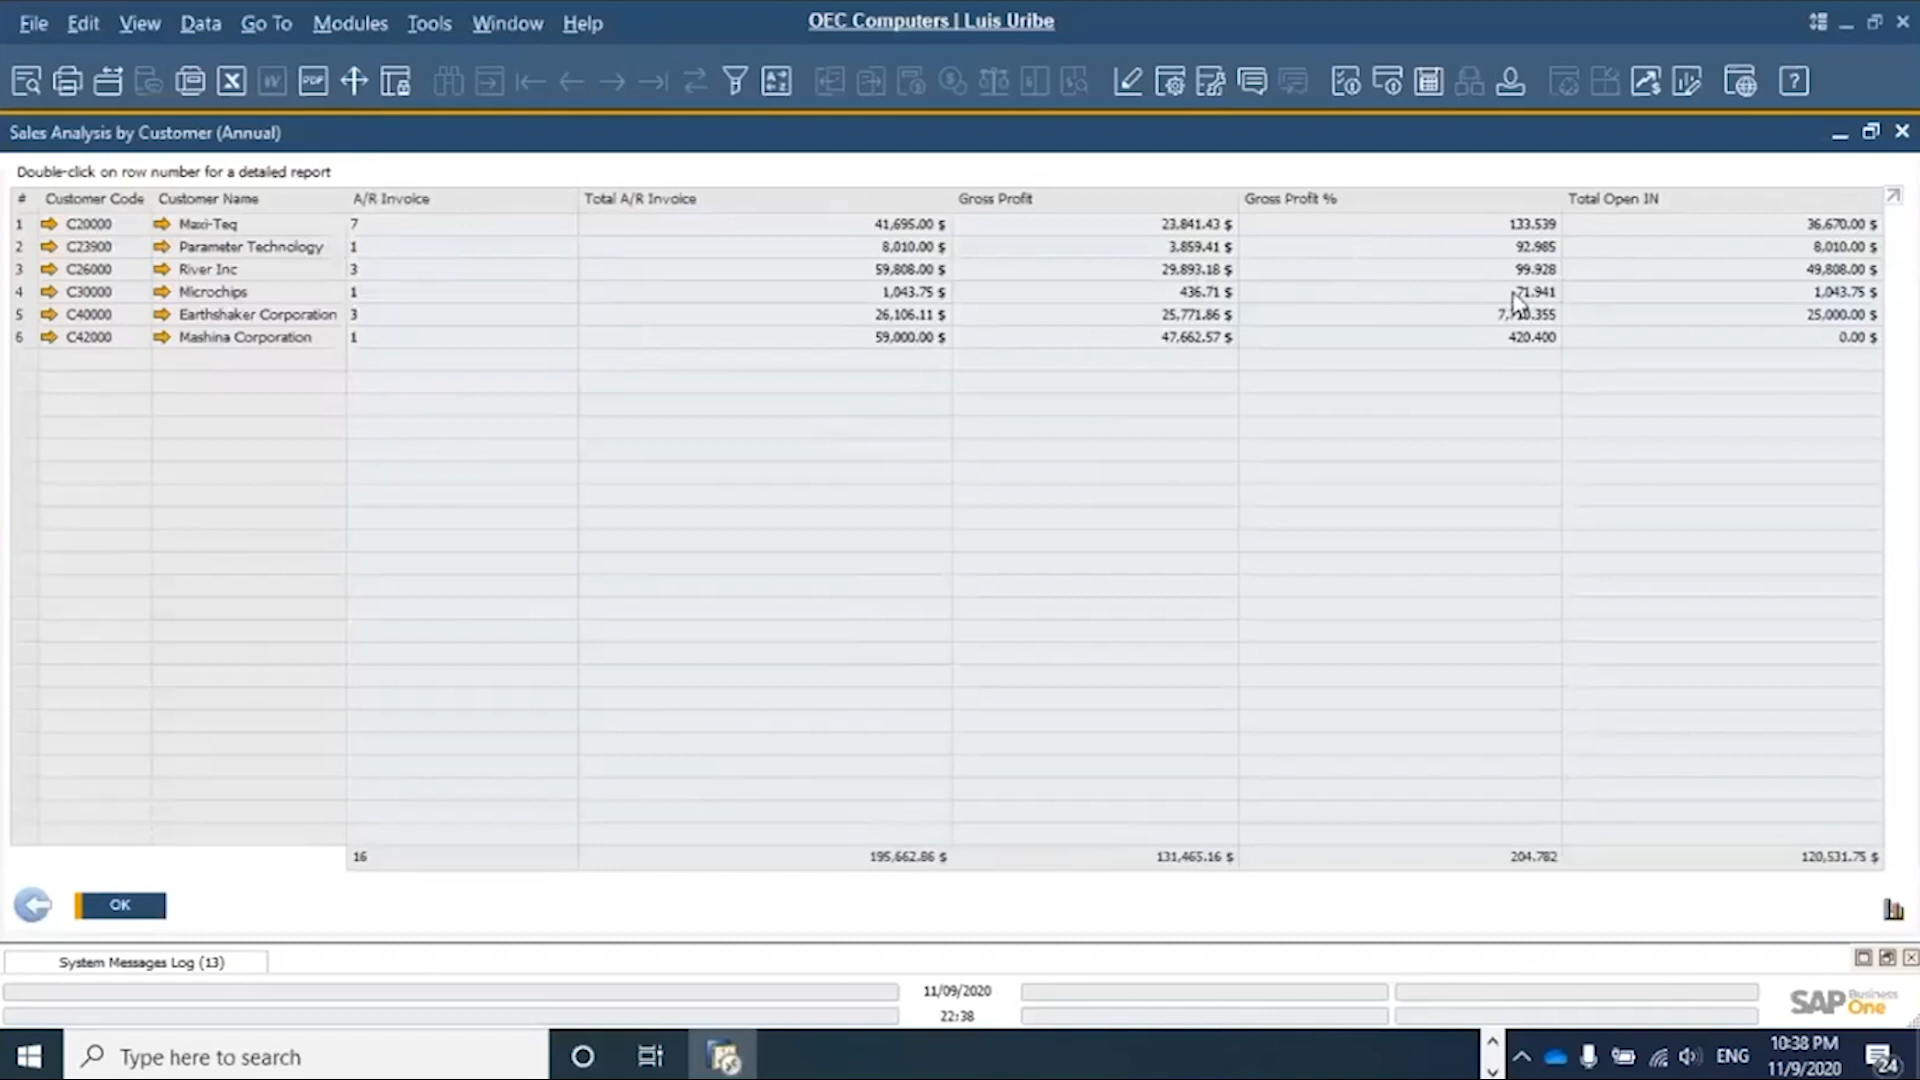 File Edit View Data Go To Modules Tools Window Help OEC Computers | Luis Uribe
Sales Analysis by Customer (Annual)
Double-click on row number for a detailed report
# Customer Code Customer Name A/R Invoice Total A/R Invoice Gross Profit Gross Profit % Total Open IN
1 C20000 Maxi-Teq 7 41,695.00 $ 23,841.43 $ 133.539 36,670.00 $
2 C23900 Parameter Technology 1 8,010.00 $ 3,859.41 $ 92.985 8,010.00 $
3 C26000 River Inc 3 59,808.00 $ 29,893.18 $ 99.928 49,808.00 $
4 C30000 Microchips 1 1,043.75 $ 436.71 $ 71.941 1,043.75 $
5 C40000 Earthshaker Corporation 3 26,106.11 $ 25,771.86 $ 25,000.00 $
6 C42000 Mashina Corporation 1 59,000.00 $ 47,662.57 $ 420.400 0.00 $
16 195,662.86 $ 131,465.16 $ 204.782 120,531.75 $
OK
System Messages Log (13)
11/09/2020
22:38
SAP Business One
Type here to search
ENG
10:38 PM
11/9/2020
24